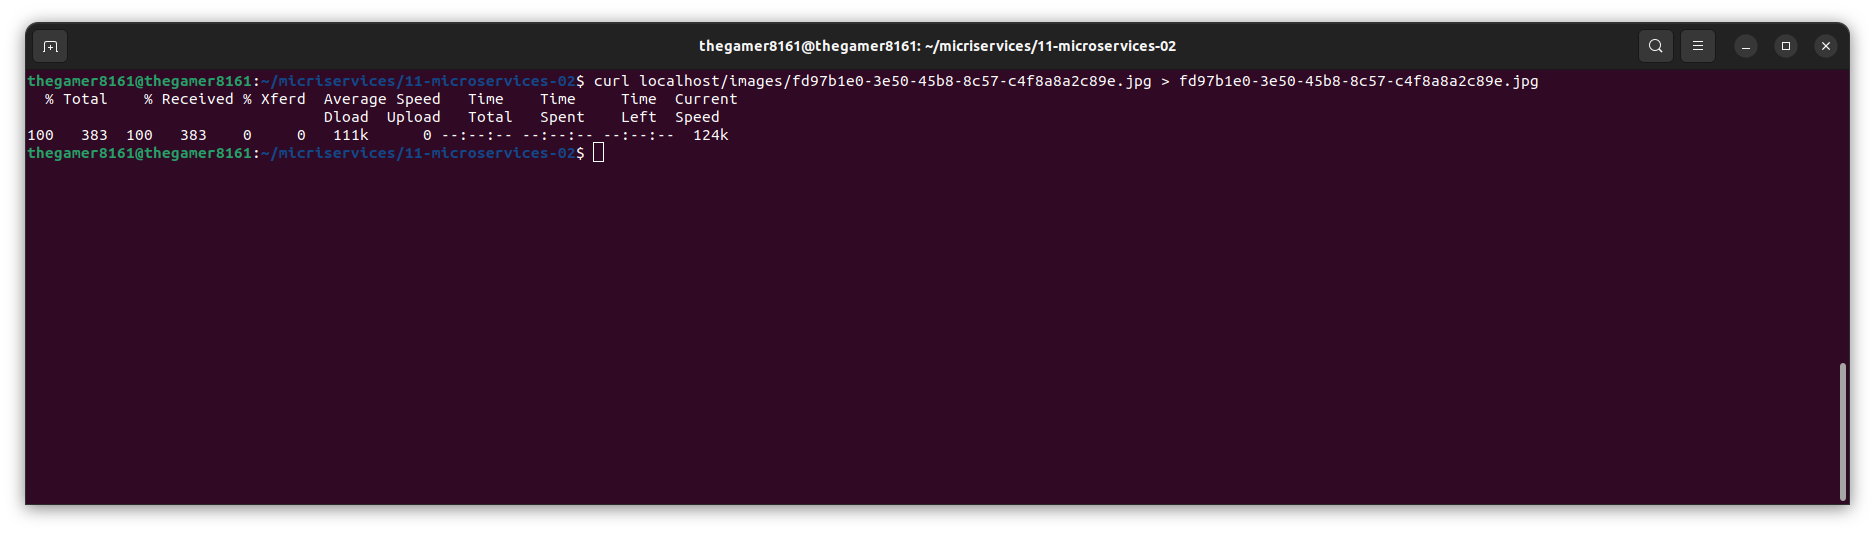 thegamer8161@thegamer8161: ~/micriservices/11-microservices-02
thegamer8161@thegamer8161:~/micriservices/11-microservices-02$ curl localhost/images/fd97b1e0-3e50-45b8-8c57-c4f8a8a2c89e.jpg > fd97b1e0-3e50-45b8-8c57-c4f8a8a2c89e.jpg
  % Total    % Received % Xferd  Average Speed   Time    Time     Time  Current
                                 Dload  Upload   Total   Spent    Left  Speed
100   383  100   383    0     0   111k      0 --:--:-- --:--:-- --:--:--  124k
thegamer8161@thegamer8161:~/micriservices/11-microservices-02$